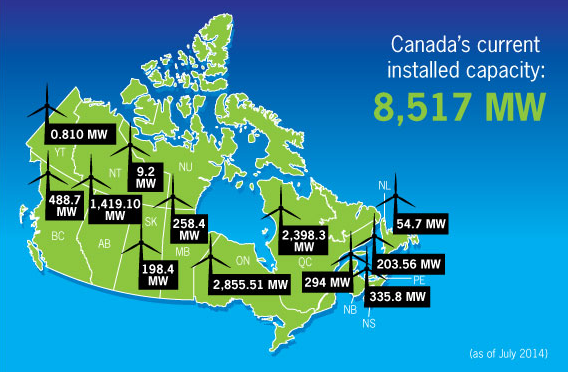 Canada's current
installed capacity:
8,517 MW
0.810 MW
YT
NT
9.2
MW
NU
488.7
MW
1,419.10
MW
258.4
MW
SK
MB
BC
AB
198.4
MW
ON
2,855.51 MW
2,398.3
MW
QC
NL
54.7 MW
203.56 MW
294 MW
PE
335.8 MW
NB
NS
(as of July 2014)